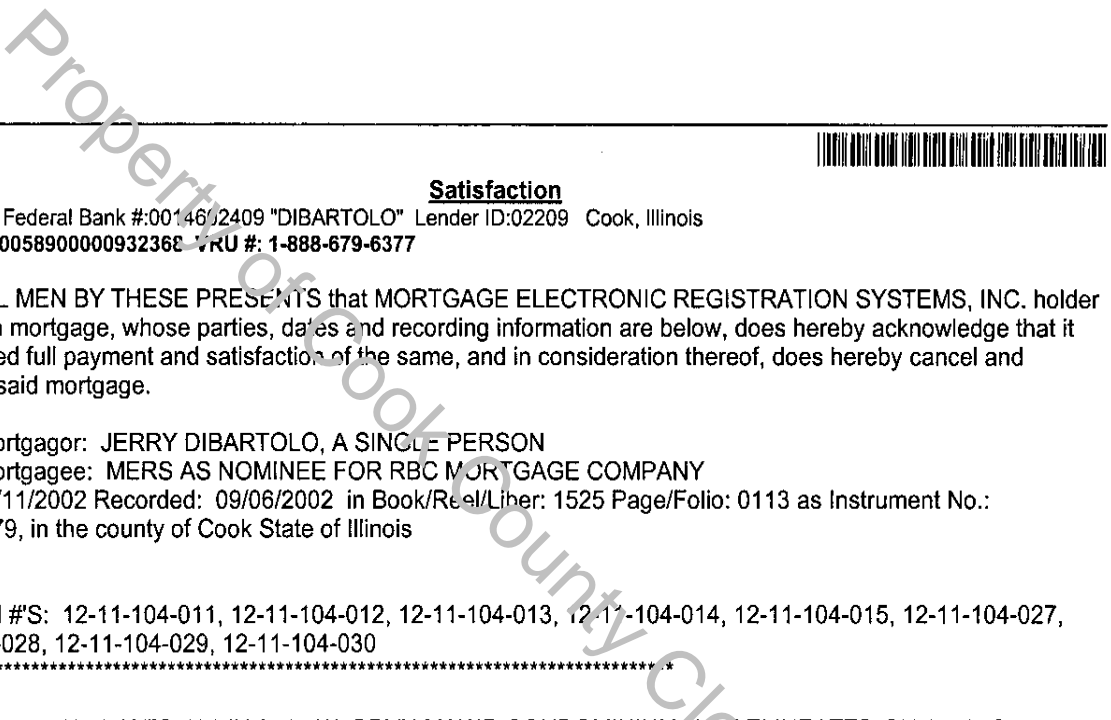 Property of Cook County Cle
Satisfaction
Federal Bank #:0014602409 "DIBARTOLO" Lender ID:02209 Cook, Illinois
0058900000932368 VRU #: 1-888-679-6377
L MEN BY THESE PRESENTS that MORTGAGE ELECTRONIC REGISTRATION SYSTEMS, INC. holder
mortgage, whose parties, dates and recording information are below, does hereby acknowledge that it
ed full payment and satisfaction of the same, and in consideration thereof, does hereby cancel and
said mortgage.
ortgagor: JERRY DIBARTOLO, A SINGLE PERSON
ortgagee: MERS AS NOMINEE FOR RBC MORTGAGE COMPANY
/11/2002 Recorded: 09/06/2002 in Book/Reel/Liber: 1525 Page/Folio: 0113 as Instrument No.:
79, in the county of Cook State of Illinois
#'S: 12-11-104-011, 12-11-104-012, 12-11-104-013, 12-11-104-014, 12-11-104-015, 12-11-104-027,
-028, 12-11-104-029, 12-11-104-030